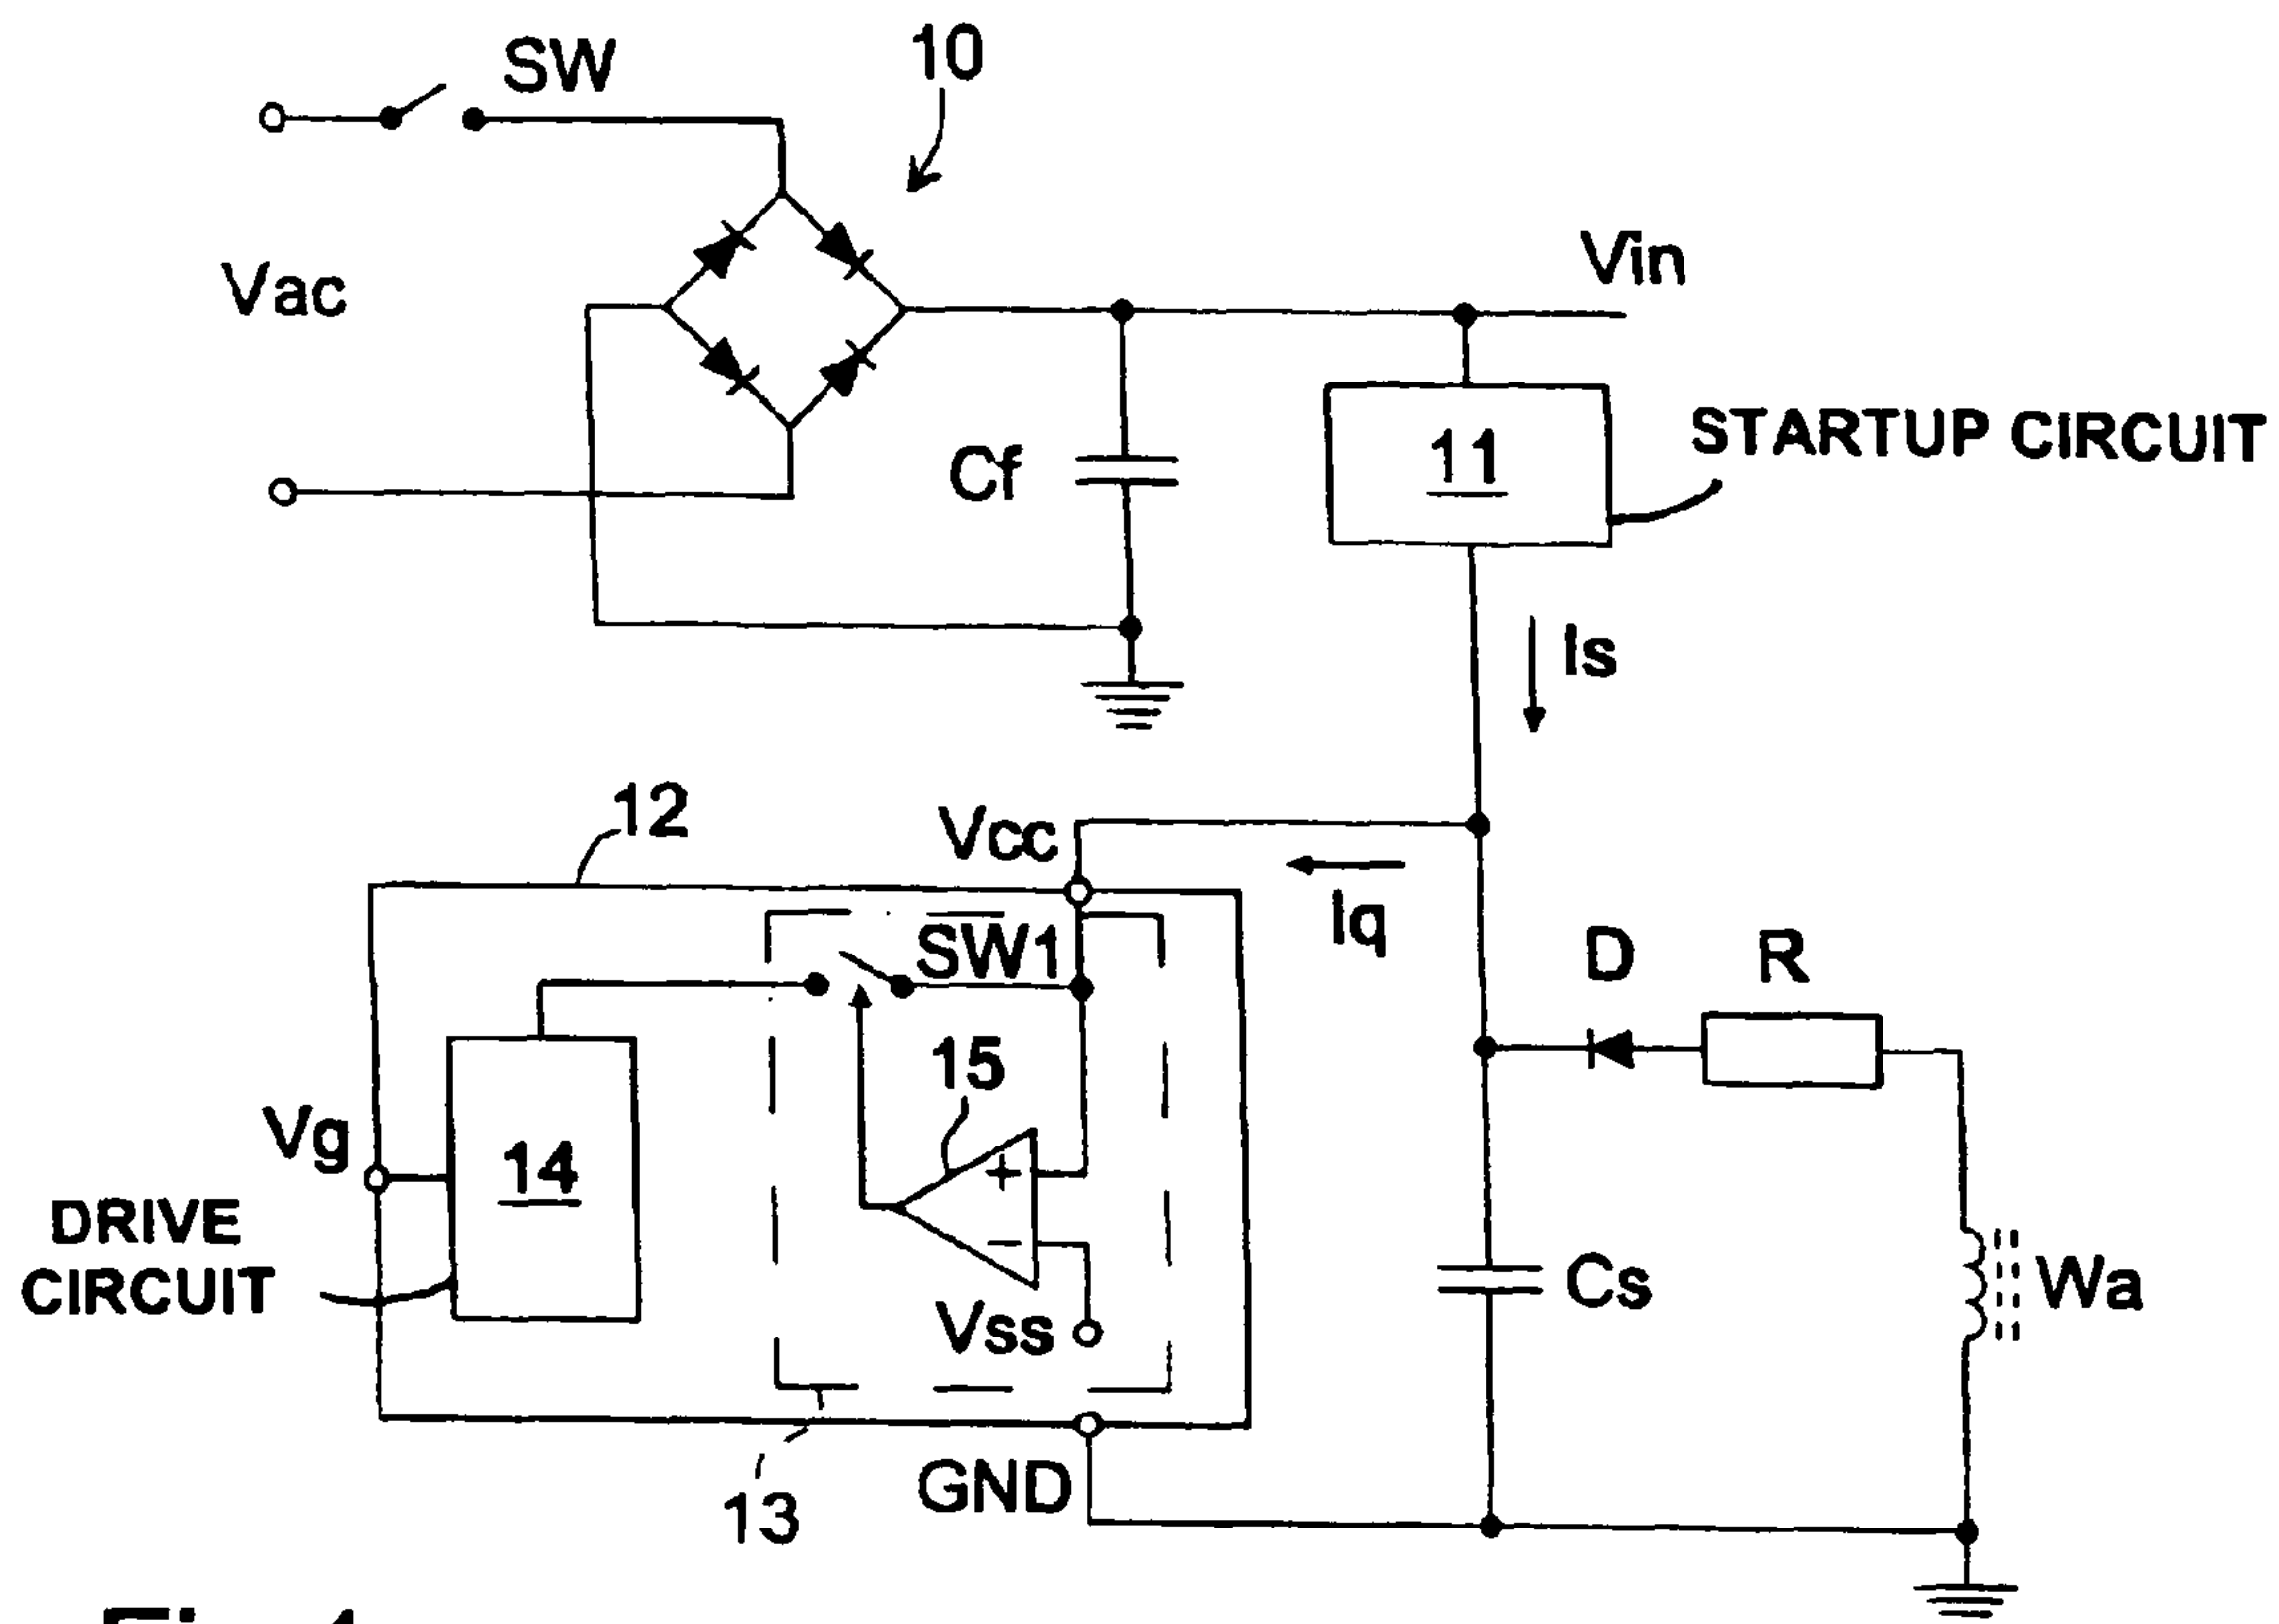 SW
10
Vac
Vin
Cf
11
STARTUP CIRCUIT
Is
12
Vcc
Iq
SW1
D
R
15
Vg
14
+
DRIVE
CIRCUIT
−
Cs
Wa
Vss
GND
13